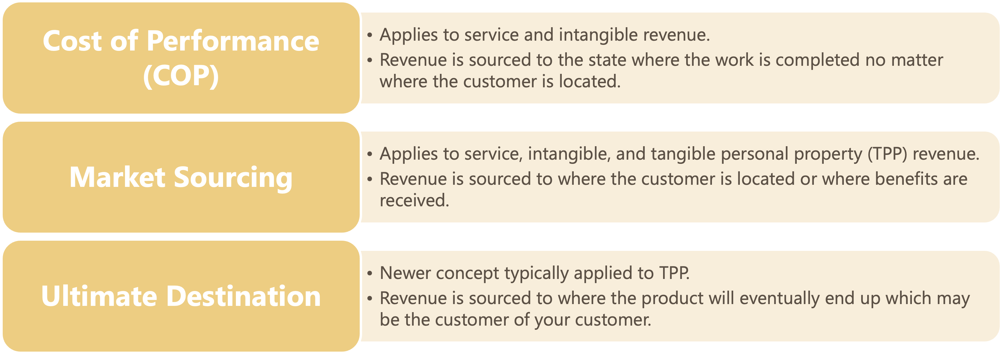 Cost of Performance
(COP)
• Applies to service and intangible revenue.
• Revenue is sourced to the state where the work is completed no matter
where the customer is located.
Market Sourcing
• Applies to service, intangible, and tangible personal property (TPP) revenue.
• Revenue is sourced to where the customer is located or where benefits are
received.
Ultimate Destination
• Newer concept typically applied to TPP.
• Revenue is sourced to where the product will eventually end up which may
be the customer of your customer.